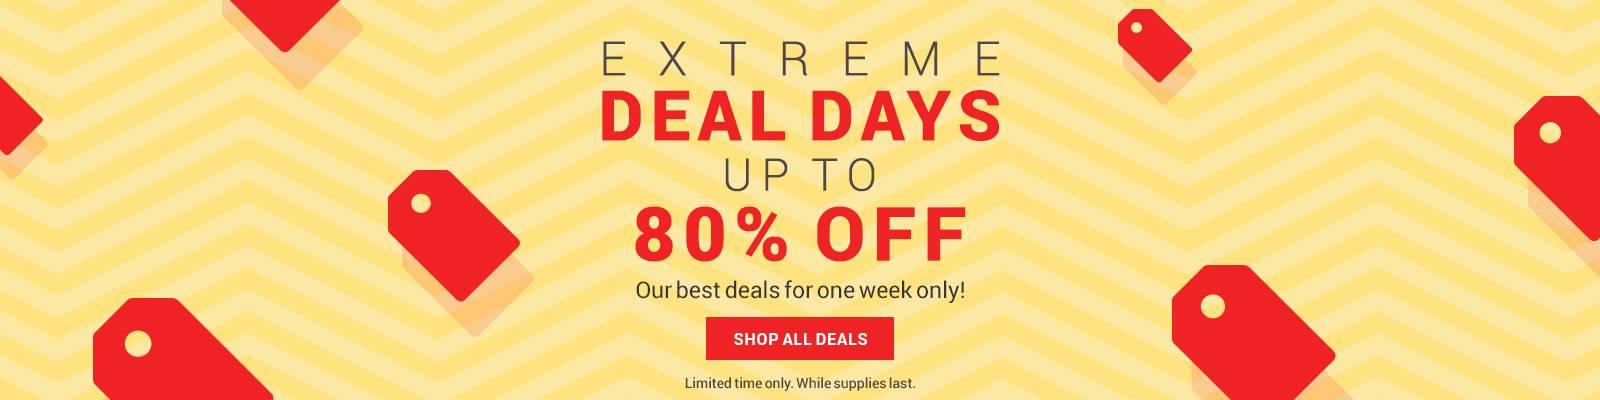 EXTREME
DEAL DAYS
UP TO
80% OFF
Our best deals for one week only!
SHOP ALL DEALS
Limited time only. While supplies last.